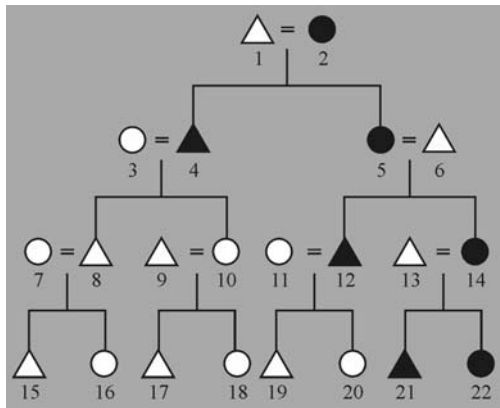 =
1 2
= =
3 4 5 6
= = = =
7 8 9 10 11 12 13 14
15 16 17 18 19 20 21 22